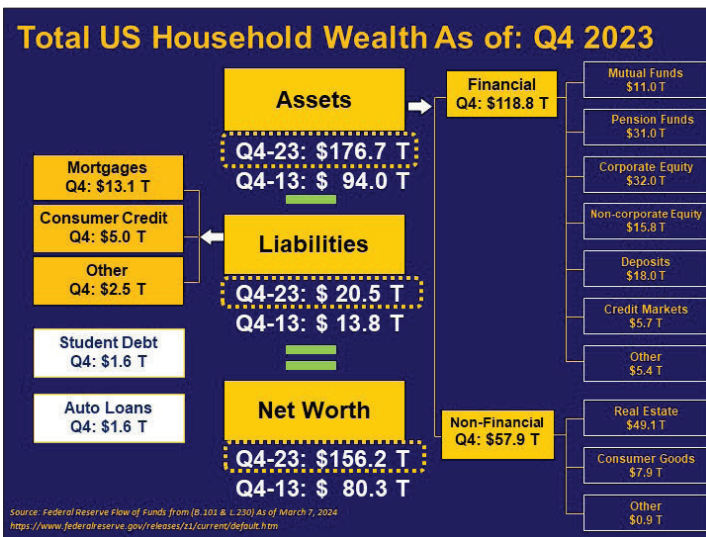 Total US Household Wealth As of: Q4 2023
Assets
Q4-23: $176.7 T
Q4-13: $ 94.0 T
Mortgages
Q4: $13.1 T
Consumer Credit
Q4: $5.0 T
Other
Q4: $2.5 T
Student Debt
Q4: $1.6 T
Auto Loans
Q4: $1.6 T
Liabilities
Q4-23: $ 20.5 T
Q4-13: $ 13.8 T
Net Worth
Q4-23: $156.2 T
Q4-13: $ 80.3 T
Financial
Q4: $118.8 T
Mutual Funds
$11.0 T
Pension Funds
$31.0 T
Corporate Equity
$32.0 T
Non-corporate Equity
$15.8 T
Deposits
$18.0 T
Credit Markets
$5.7 T
Other
$5.4 T
Non-Financial
Q4: $57.9 T
Real Estate
$49.1 T
Consumer Goods
$7.9 T
Other
$0.9 T
Source: Federal Reserve Flow of Funds from (B.101 & L.230) As of March 7, 2024
https://www.federalreserve.gov/releases/z1/current/default.htm